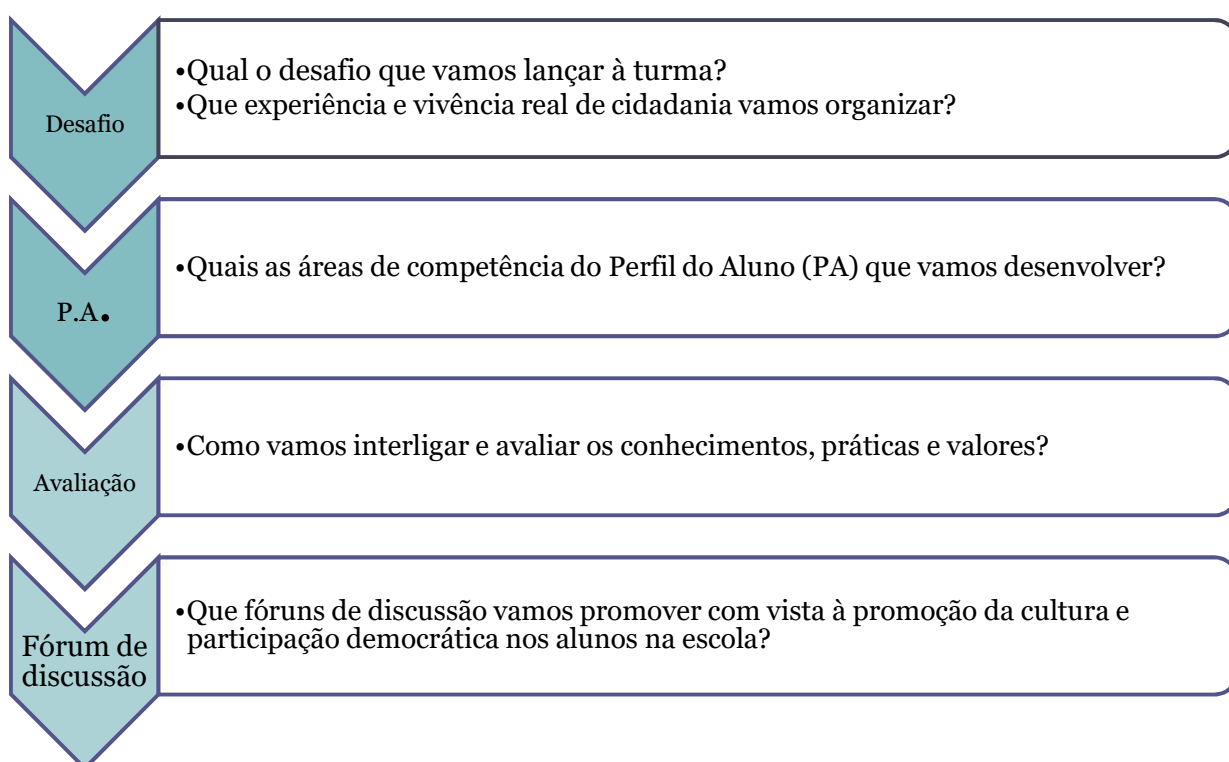 Desafio
•Qual o desafio que vamos lançar à turma?
•Que experiência e vivência real de cidadania vamos organizar?
P.A.
•Quais as áreas de competência do Perfil do Aluno (PA) que vamos desenvolver?
Avaliação
•Como vamos interligar e avaliar os conhecimentos, práticas e valores?
Fórum de
discussão
•Que fóruns de discussão vamos promover com vista à promoção da cultura e
participação democrática nos alunos na escola?